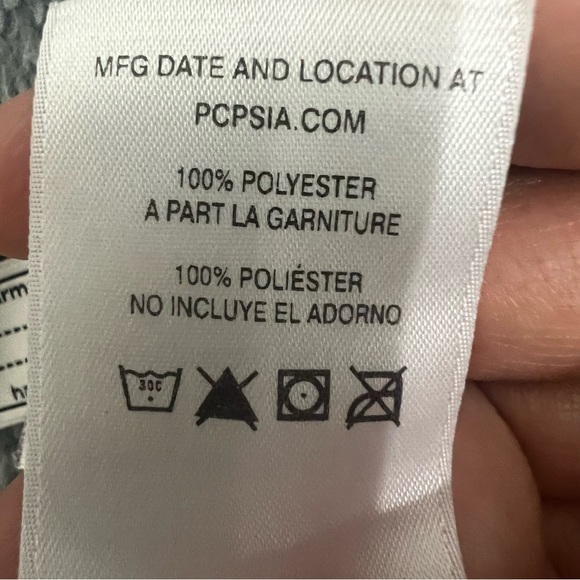 MFG DATE AND LOCATION AT
PCPSIA.COM
100% POLYESTER
A PART LA GARNITURE
100% POLIÉSTER
NO INCLUYE EL ADORNO
30C